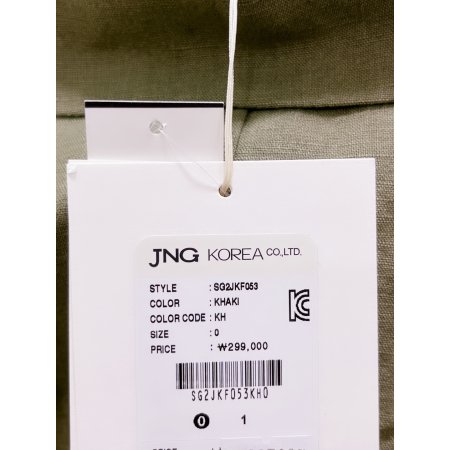 JNG KOREA CO.,LTD.
STYLE : SG2JKF053
COLOR : KHAKI
COLOR CODE : KH
SIZE : 0
PRICE : ₩299,000
SG2JKF053KH0
0 1